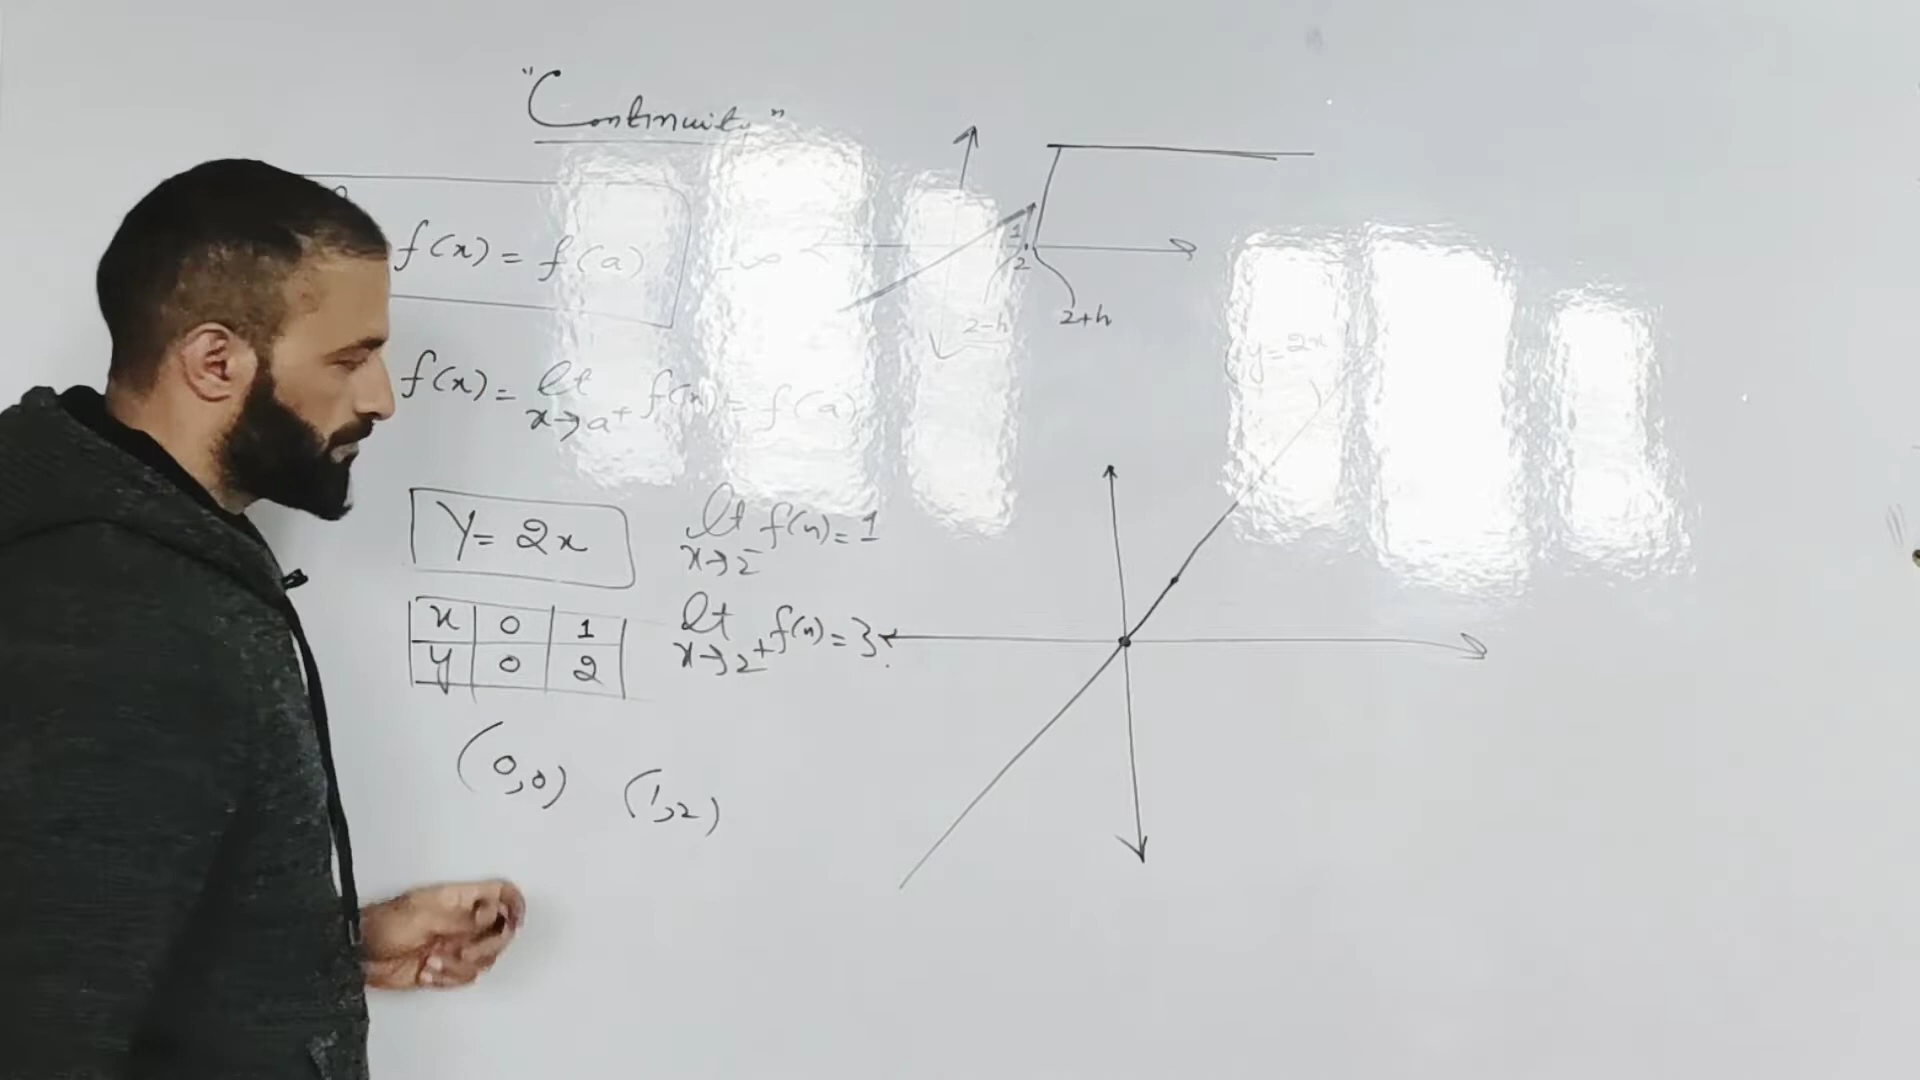 "Continuity"
f(x) = f(a)
f(x) = lt x→a+ f(x) = f(a)
1
2
2-h
2+h
y=2x
Y= 2x
lt x→2- f(x) = 1
x 0 1
y 0 2
lt x→2+ f(x) = 3
(0,0) (1,2)